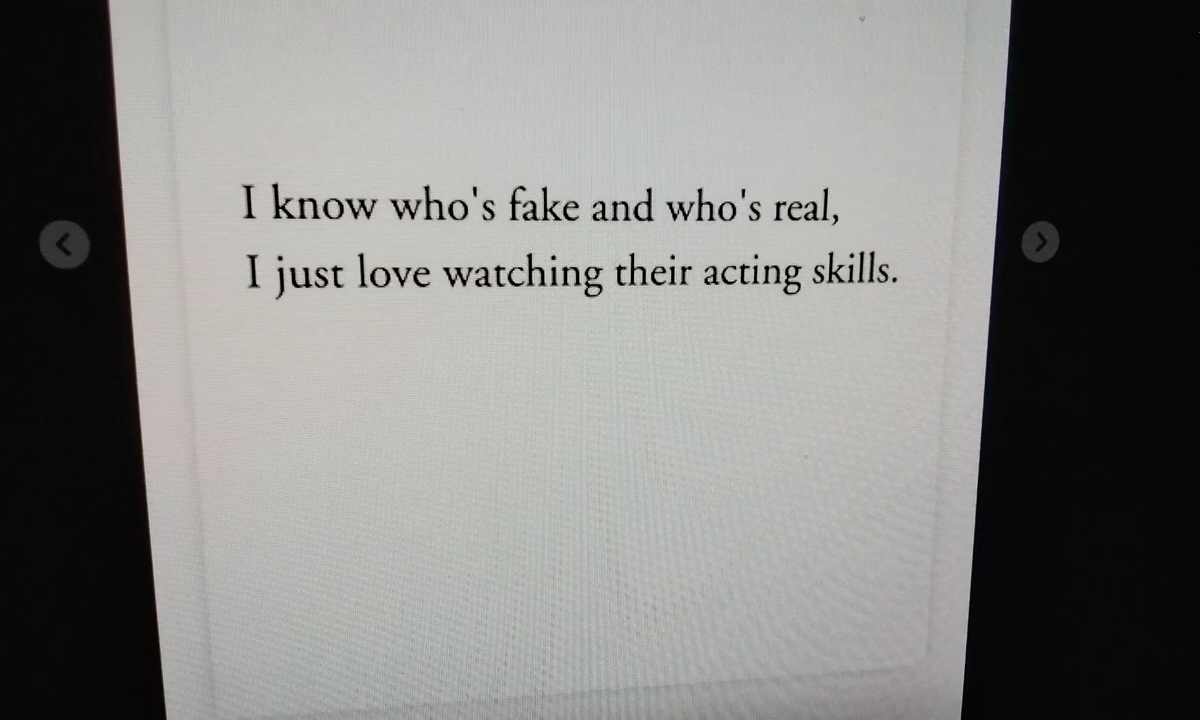 I know who's fake and who's real,
I just love watching their acting skills.